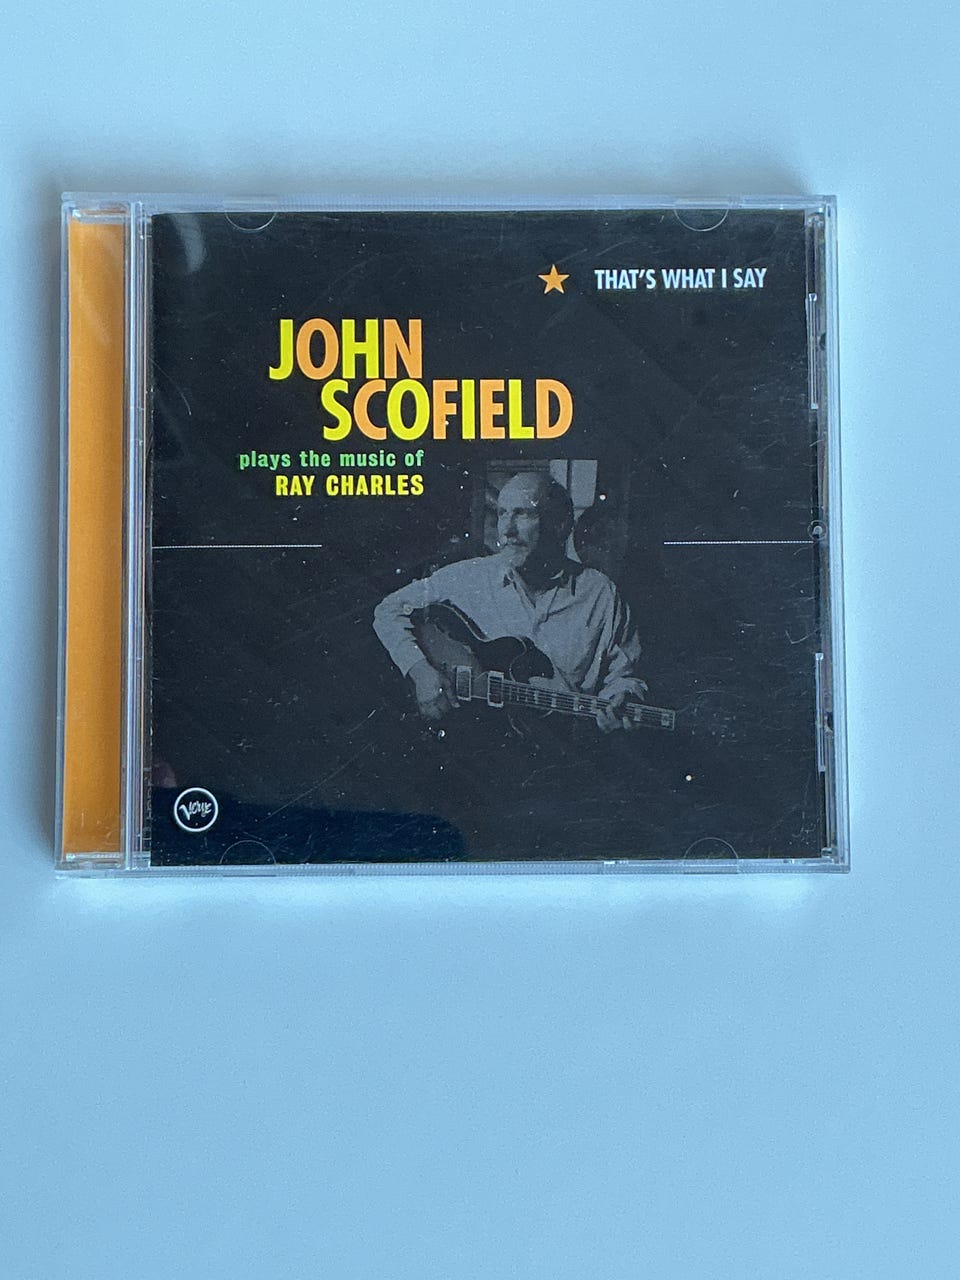 THAT'S WHAT I SAY
JOHN
SCOFIELD
plays the music of
RAY CHARLES
Verve